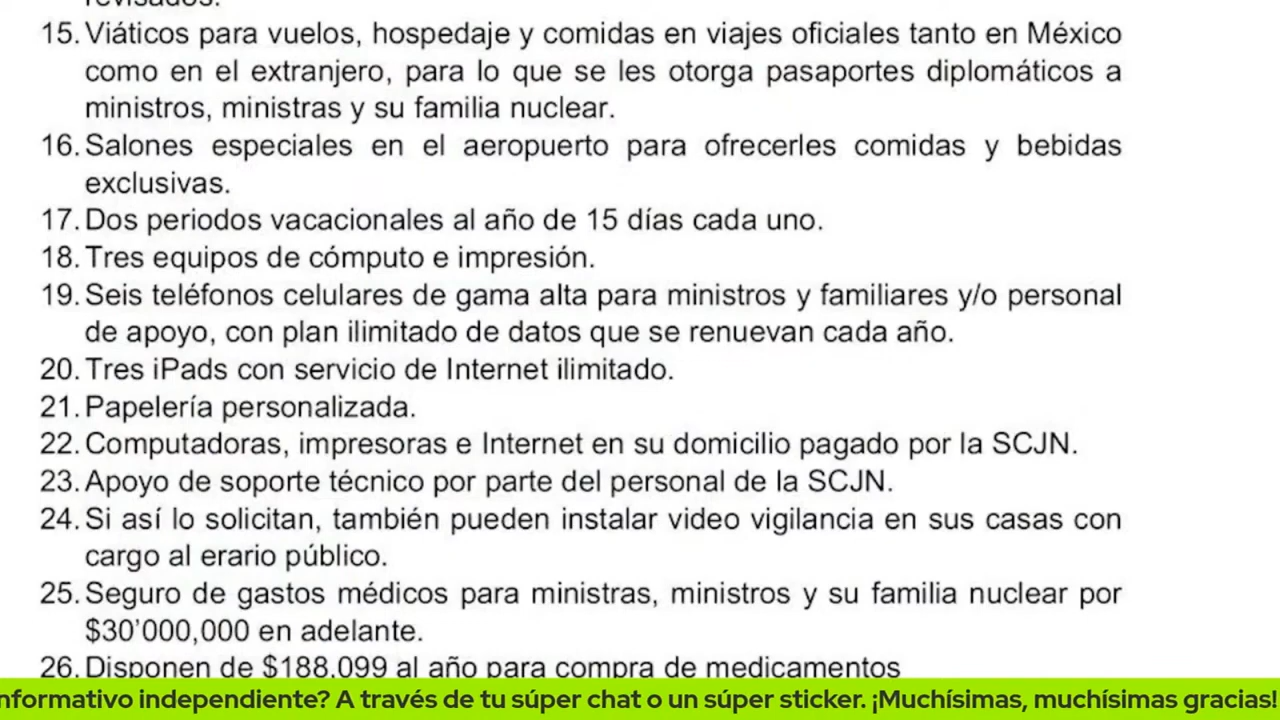 revisados.
15. Viáticos para vuelos, hospedaje y comidas en viajes oficiales tanto en México
como en el extranjero, para lo que se les otorga pasaportes diplomáticos a
ministros, ministras y su familia nuclear.
16. Salones especiales en el aeropuerto para ofrecerles comidas y bebidas
exclusivas.
17. Dos periodos vacacionales al año de 15 días cada uno.
18. Tres equipos de cómputo e impresión.
19. Seis teléfonos celulares de gama alta para ministros y familiares y/o personal
de apoyo, con plan ilimitado de datos que se renuevan cada año.
20. Tres iPads con servicio de Internet ilimitado.
21. Papelería personalizada.
22. Computadoras, impresoras e Internet en su domicilio pagado por la SCJN.
23. Apoyo de soporte técnico por parte del personal de la SCJN.
24. Si así lo solicitan, también pueden instalar video vigilancia en sus casas con
cargo al erario público.
25. Seguro de gastos médicos para ministras, ministros y su familia nuclear por
$30'000,000 en adelante.
26. Disponen de $188,099 al año para compra de medicamentos
nformativo independiente? A través de tu súper chat o un súper sticker. ¡Muchísimas, muchísimas gracias!